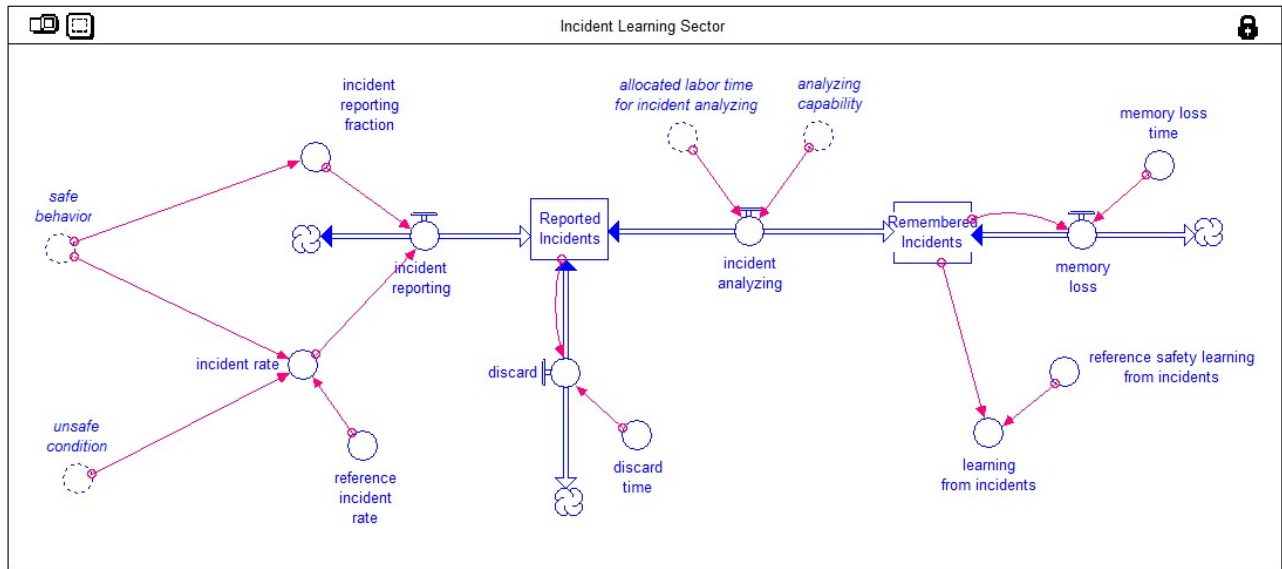 Incident Learning Sector
incident
reporting
fraction
allocated labor time
for incident analyzing
analyzing
capability
memory loss
time
safe
behavior
Reported
Incidents
Remembered
Incidents
incident
reporting
incident
analyzing
memory
loss
incident rate
discard
reference safety learning
from incidents
unsafe
condition
reference
incident
rate
discard
time
learning
from incidents